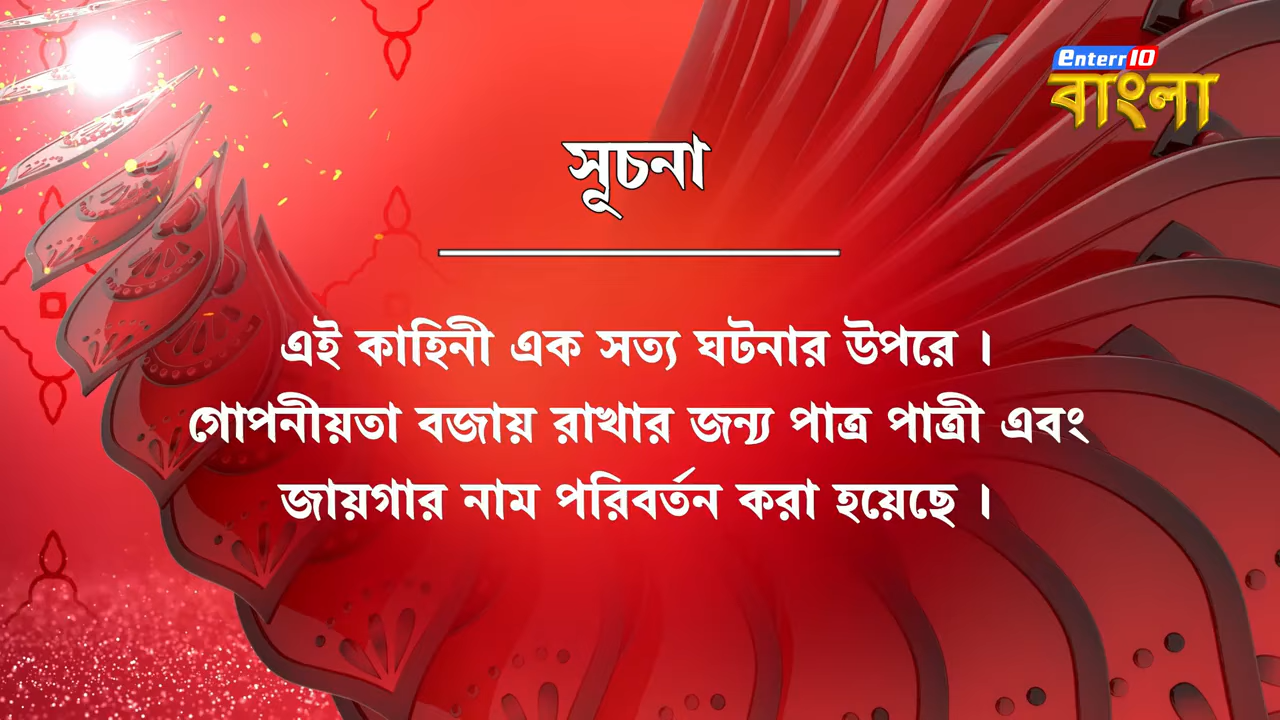 enterr10
বাংলা
সূচনা
এই কাহিনী এক সত্য ঘটনার উপরে ।
গোপনীয়তা বজায় রাখার জন্য পাত্র পাত্রী এবং
জায়গার নাম পরিবর্তন করা হয়েছে ।